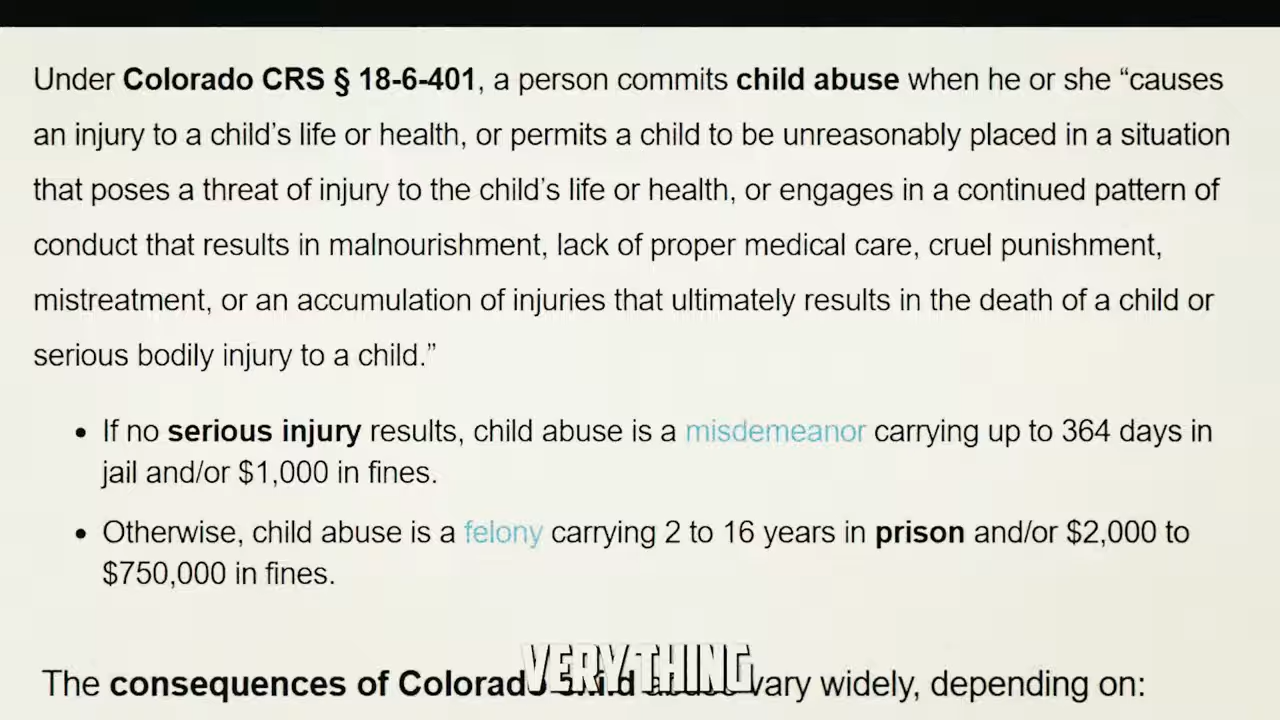 Under Colorado CRS § 18-6-401, a person commits child abuse when he or she “causes
an injury to a child’s life or health, or permits a child to be unreasonably placed in a situation
that poses a threat of injury to the child’s life or health, or engages in a continued pattern of
conduct that results in malnourishment, lack of proper medical care, cruel punishment,
mistreatment, or an accumulation of injuries that ultimately results in the death of a child or
serious bodily injury to a child.”
• If no serious injury results, child abuse is a misdemeanor carrying up to 364 days in
jail and/or $1,000 in fines.
• Otherwise, child abuse is a felony carrying 2 to 16 years in prison and/or $2,000 to
$750,000 in fines.
VERYTHING
The consequences of Colorado child abuse vary widely, depending on: